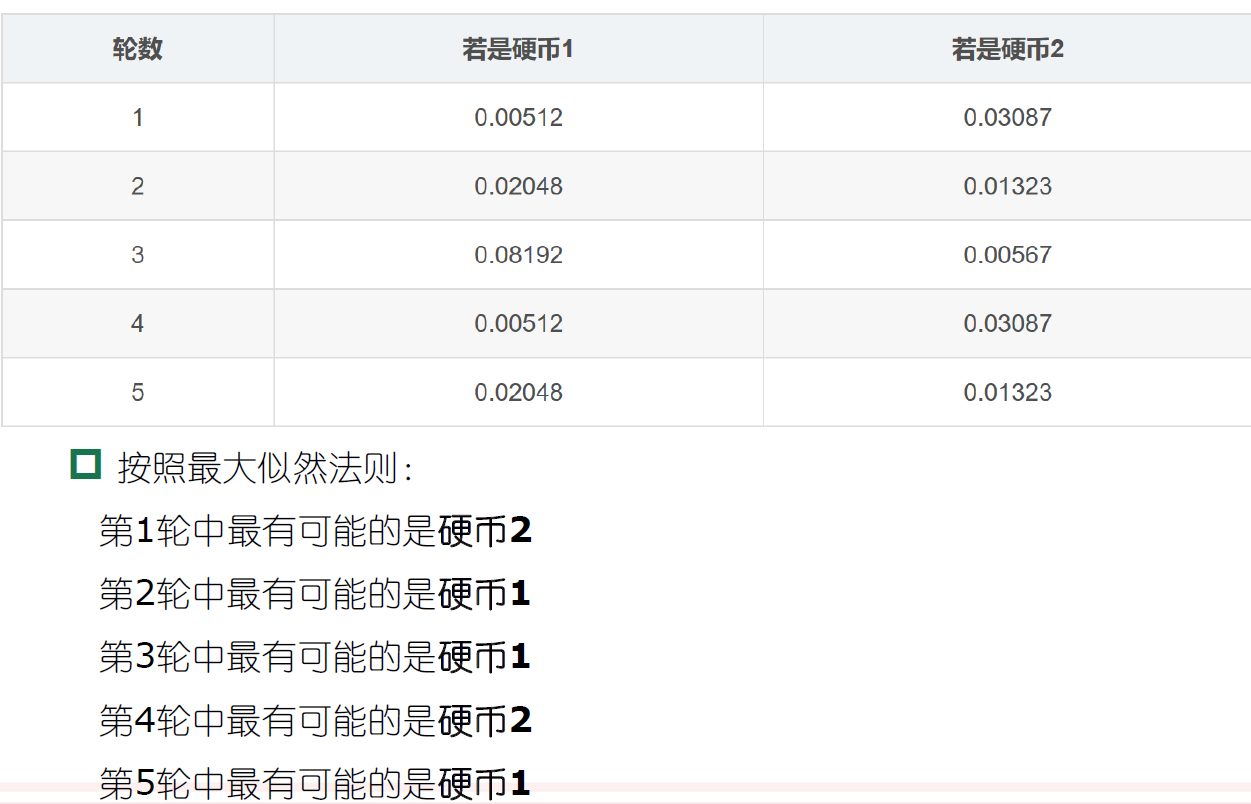 轮数 若是硬币1 若是硬币2
1 0.00512 0.03087
2 0.02048 0.01323
3 0.08192 0.00567
4 0.00512 0.03087
5 0.02048 0.01323
按照最大似然法则:
第1轮中最有可能的是硬币2
第2轮中最有可能的是硬币1
第3轮中最有可能的是硬币1
第4轮中最有可能的是硬币2
第5轮中最有可能的是硬币1